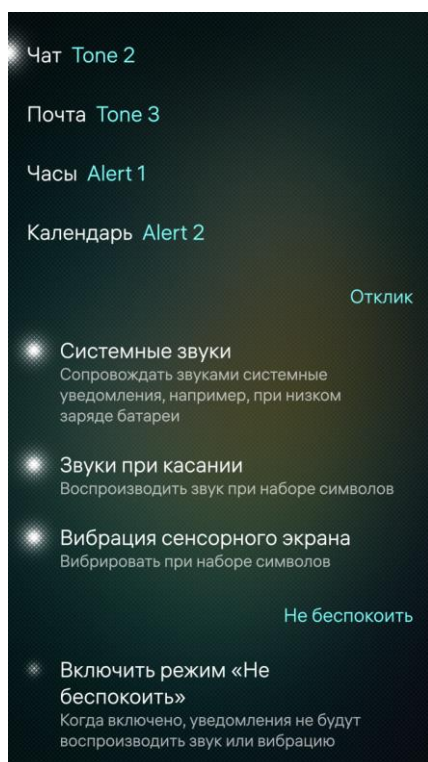 Чат Tone 2
Почта Tone 3
Часы Alert 1
Календарь Alert 2
Отклик
Системные звуки
Сопровождать звуками системные
уведомления, например, при низком
заряде батареи
Звуки при касании
Воспроизводить звук при наборе символов
Вибрация сенсорного экрана
Вибрировать при наборе символов
Не беспокоить
Включить режим «Не
беспокоить»
Когда включено, уведомления не будут
воспроизводить звук или вибрацию